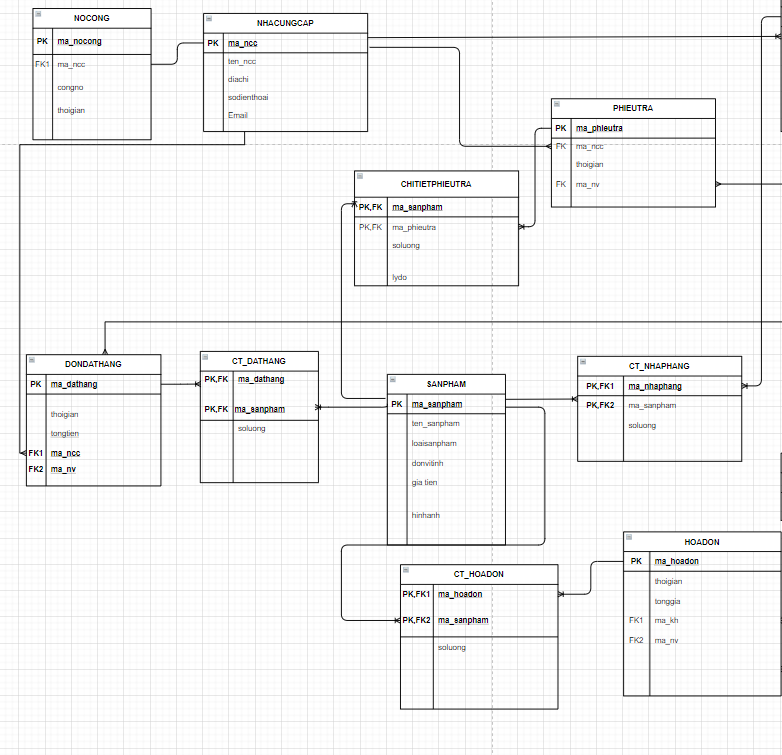 NOCONG
PK ma_nocong
FK1 ma_ncc
congno
thoigian
NHACUNGCAP
PK ma_ncc
ten_ncc
diachi
sodienthoai
Email
PHIEUTRA
PK ma_phieutra
FK ma_ncc
thoigian
FK ma_nv
CHITIETPHIEUTRA
PK,FK ma_sanpham
PK,FK ma_phieutra
soluong
lydo
DONDATHANG
PK ma_dathang
thoigian
tongtien
FK1 ma_ncc
FK2 ma_nv
CT_DATHANG
PK,FK ma_dathang
PK,FK ma_sanpham
soluong
SANPHAM
PK ma_sanpham
ten_sanpham
loaisanpham
donvitinh
gia tien
hinhanh
CT_NHAPHANG
PK,FK1 ma_nhaphang
PK,FK2 ma_sanpham
soluong
CT_HOADON
PK,FK1 ma_hoadon
PK,FK2 ma_sanpham
soluong
HOADON
PK ma_hoadon
thoigian
tonggia
FK1 ma_kh
FK2 ma_nv